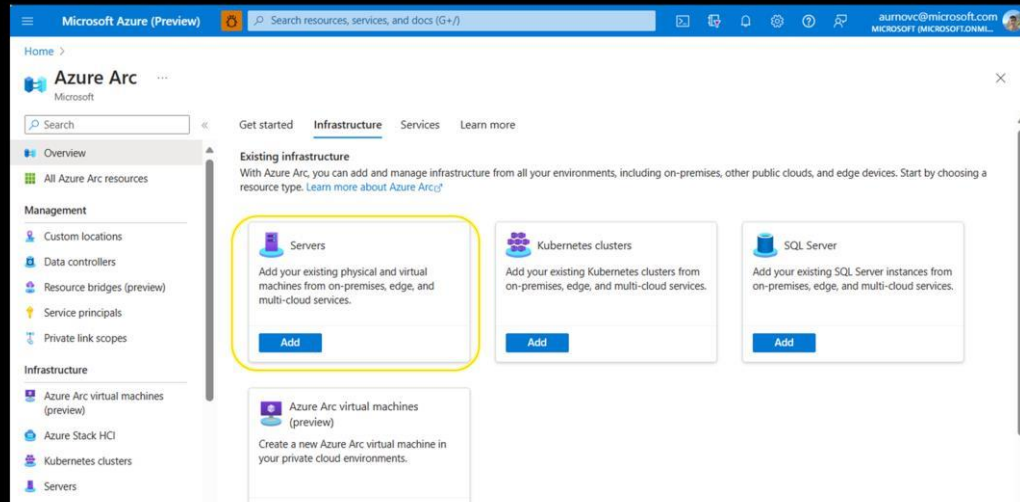 Microsoft Azure (Preview)
Search resources, services, and docs (G+/)
aurnovc@microsoft.com
MICROSOFT (MICROSOFT.ONMI...
Home >
Azure Arc ...
Microsoft
Search
«
Overview
All Azure Arc resources
Management
Custom locations
Data controllers
Resource bridges (preview)
Service principals
Private link scopes
Infrastructure
Azure Arc virtual machines
(preview)
Azure Stack HCI
Kubernetes clusters
Servers
Get started Infrastructure Services Learn more
Existing infrastructure
With Azure Arc, you can add and manage infrastructure from all your environments, including on-premises, other public clouds, and edge devices. Start by choosing a
resource type. Learn more about Azure Arc
Servers
Add your existing physical and virtual
machines from on-premises, edge, and
multi-cloud services.
Add
Kubernetes clusters
Add your existing Kubernetes clusters from
on-premises, edge, and multi-cloud services.
Add
SQL Server
Add your existing SQL Server instances from
on-premises, edge, and multi-cloud services.
Add
Azure Arc virtual machines
(preview)
Create a new Azure Arc virtual machine in
your private cloud environments.